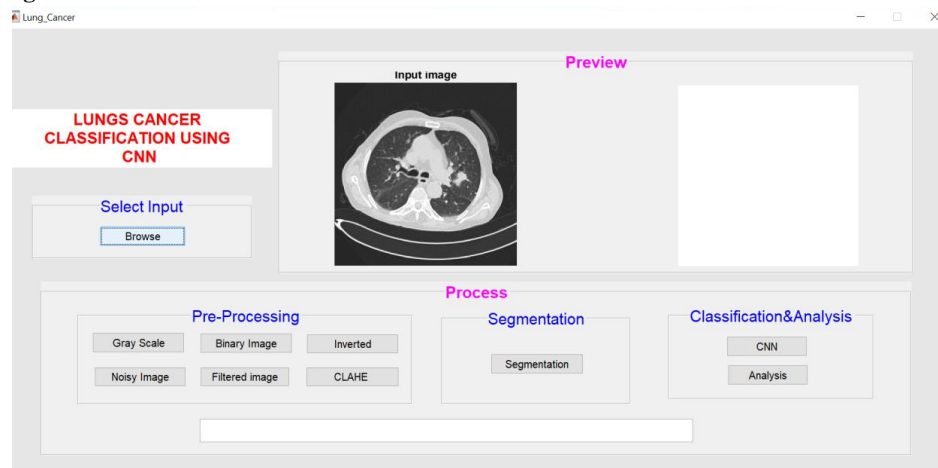 Lung_Cancer
Preview
Input image
LUNGS CANCER
CLASSIFICATION USING
CNN
Select Input
Browse
Process
Pre-Processing
Gray Scale
Binary Image
Inverted
Noisy Image
Filtered image
CLAHE
Segmentation
Segmentation
Classification&Analysis
CNN
Analysis